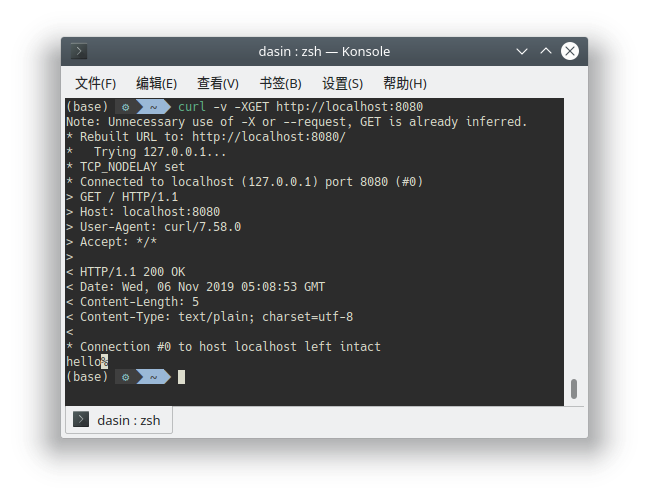 dasin : zsh — Konsole
文件(F) 编辑(E) 查看(V) 书签(B) 设置(S) 帮助(H)
(base) ⚙ ~ curl -v -XGET http://localhost:8080
Note: Unnecessary use of -X or --request, GET is already inferred.
* Rebuilt URL to: http://localhost:8080/
*   Trying 127.0.0.1...
* TCP_NODELAY set
* Connected to localhost (127.0.0.1) port 8080 (#0)
> GET / HTTP/1.1
> Host: localhost:8080
> User-Agent: curl/7.58.0
> Accept: */*
>
< HTTP/1.1 200 OK
< Date: Wed, 06 Nov 2019 05:08:53 GMT
< Content-Length: 5
< Content-Type: text/plain; charset=utf-8
<
* Connection #0 to host localhost left intact
hello%
(base) ⚙ ~
dasin : zsh